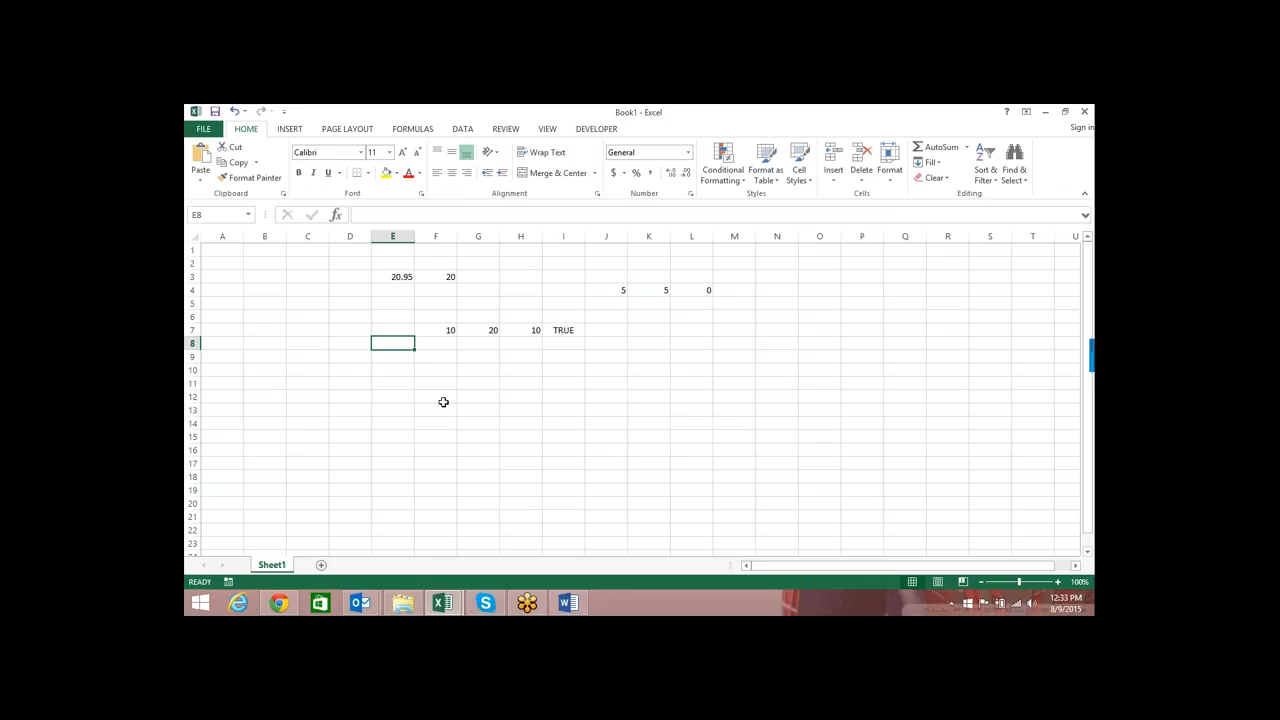 Book1 - Excel
?
Sign in
FILE HOME INSERT PAGE LAYOUT FORMULAS DATA REVIEW VIEW DEVELOPER
Paste
Cut
Copy
Format Painter
Clipboard
Calibri 11
B I U
Font
Wrap Text
Merge & Center
Alignment
General
$ % ,
Number
Conditional Formatting
Format as Table
Cell Styles
Styles
Insert
Delete
Format
Cells
AutoSum
Fill
Clear
Sort & Filter
Find & Select
Editing
E8 fx
A B C D E F G H I J K L M N O P Q R S T U
1
2
3 20.95 20
4 5 5 0
5
6
7 10 20 10 TRUE
8
9
10
11
12
13
14
15
16
17
18
19
20
21
22
23
Sheet1
READY 100%
12:33 PM
8/9/2015